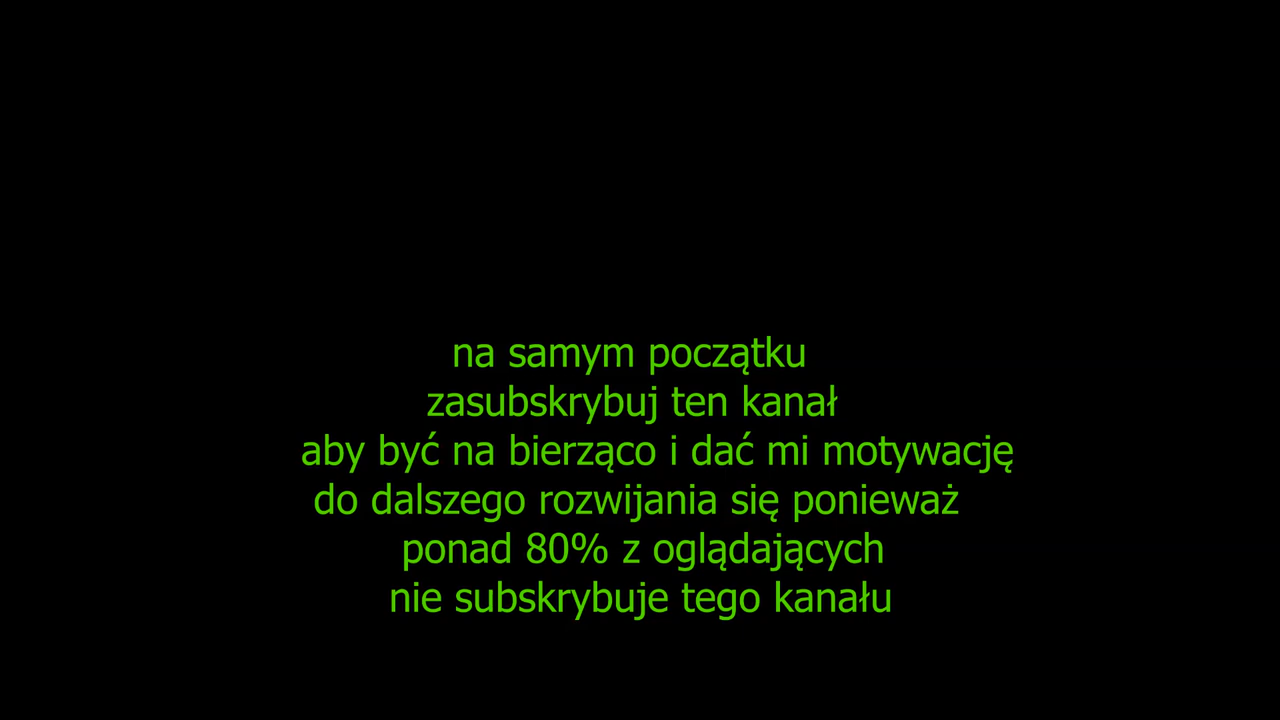 na samym początku
zasubskrybuj ten kanał
aby być na bierząco i dać mi motywację
do dalszego rozwijania się ponieważ
ponad 80% z oglądających
nie subskrybuje tego kanału